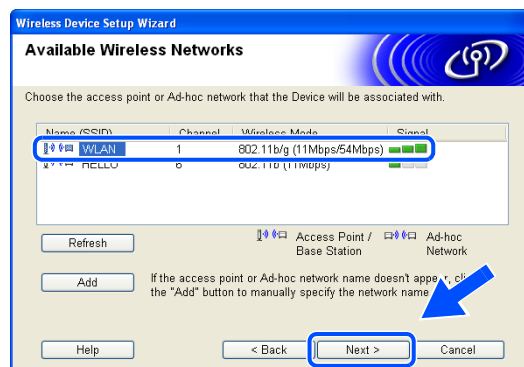 Wireless Device Setup Wizard
Available Wireless Networks
Choose the access point or Ad-hoc network that the Device will be associated with.
Name (SSID) Channel Wireless Mode Signal
WLAN 1 802.11b/g (11Mbps/54Mbps)
HELLO 6 802.11b (11Mbps)
Refresh
Access Point / Base Station
Ad-hoc Network
Add
If the access point or Ad-hoc network name doesn't appear,
the "Add" button to manually specify the network name
Help < Back Next > Cancel